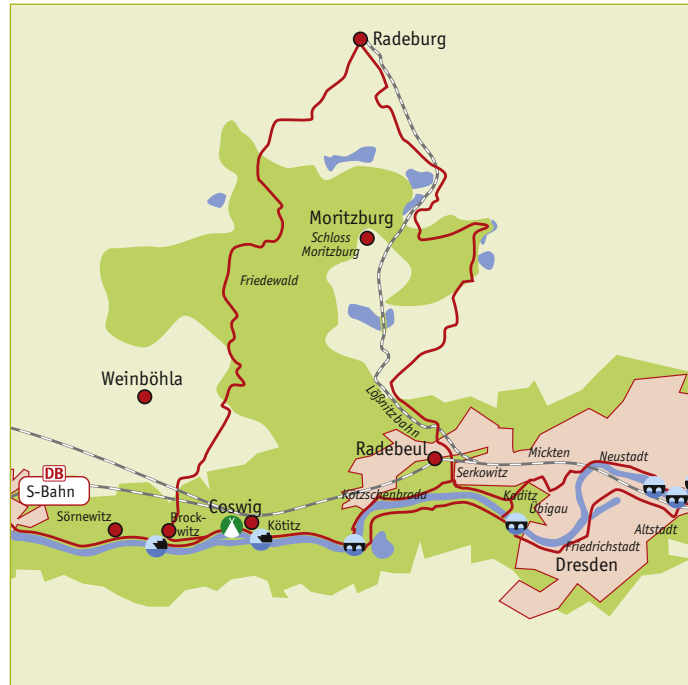 Radeburg
Moritzburg
Schloss
Moritzburg
Friedewald
Weinböhla
Lößnitzbahn
Radebeul
Mickten
Neustadt
Serkowitz
DB
S-Bahn
Kötzschenbroda
Kaditz
Coswig
Übigau
Sörnewitz
Brock-
witz
Kötitz
Altstadt
Friedrichstadt
Dresden